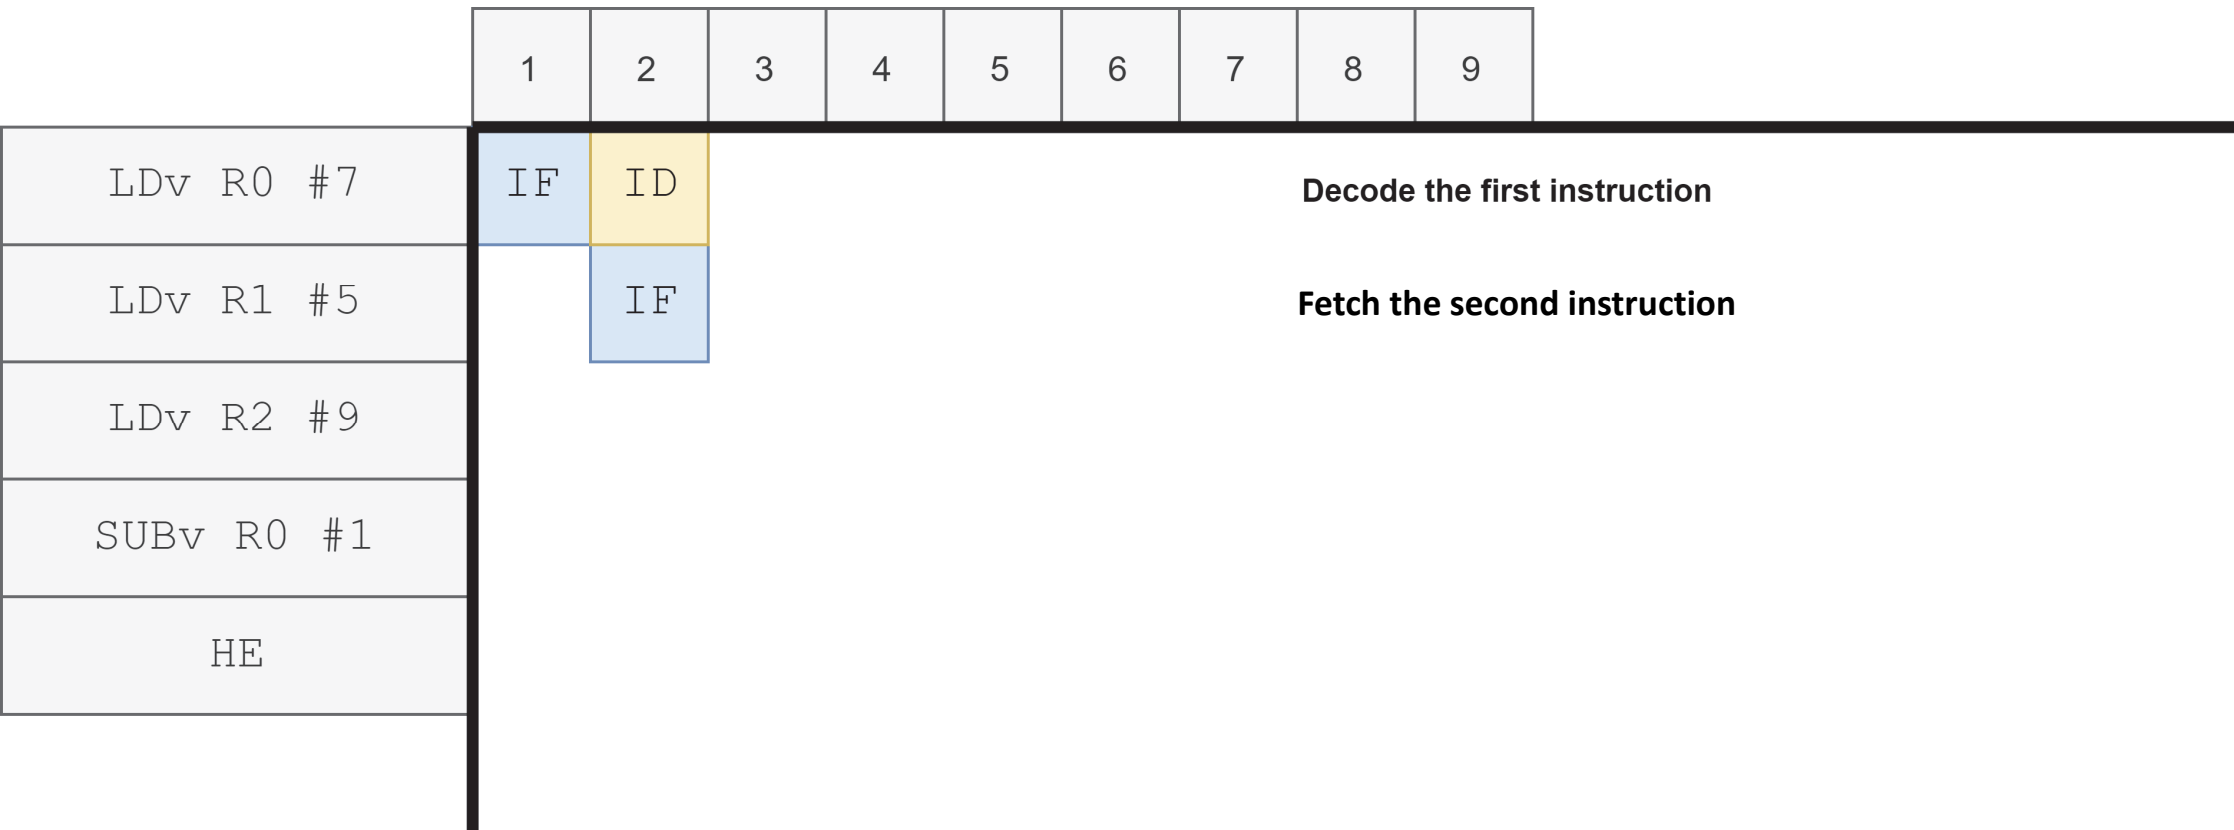 1 2 3 4 5 6 7 8 9
LDv R0 #7 IF ID Decode the first instruction
LDv R1 #5 IF Fetch the second instruction
LDv R2 #9
SUBv R0 #1
HE